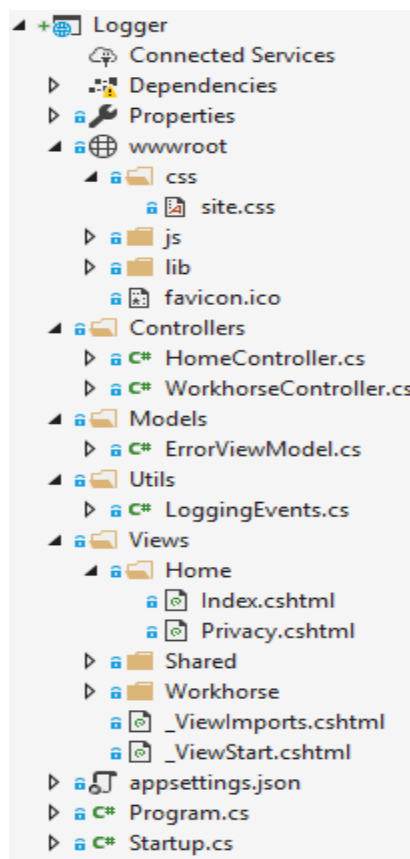 Logger
Connected Services
Dependencies
Properties
wwwroot
css
site.css
js
lib
favicon.ico
Controllers
C# HomeController.cs
C# WorkhorseController.cs
Models
C# ErrorViewModel.cs
Utils
C# LoggingEvents.cs
Views
Home
Index.cshtml
Privacy.cshtml
Shared
Workhorse
_ViewImports.cshtml
_ViewStart.cshtml
appsettings.json
C# Program.cs
C# Startup.cs